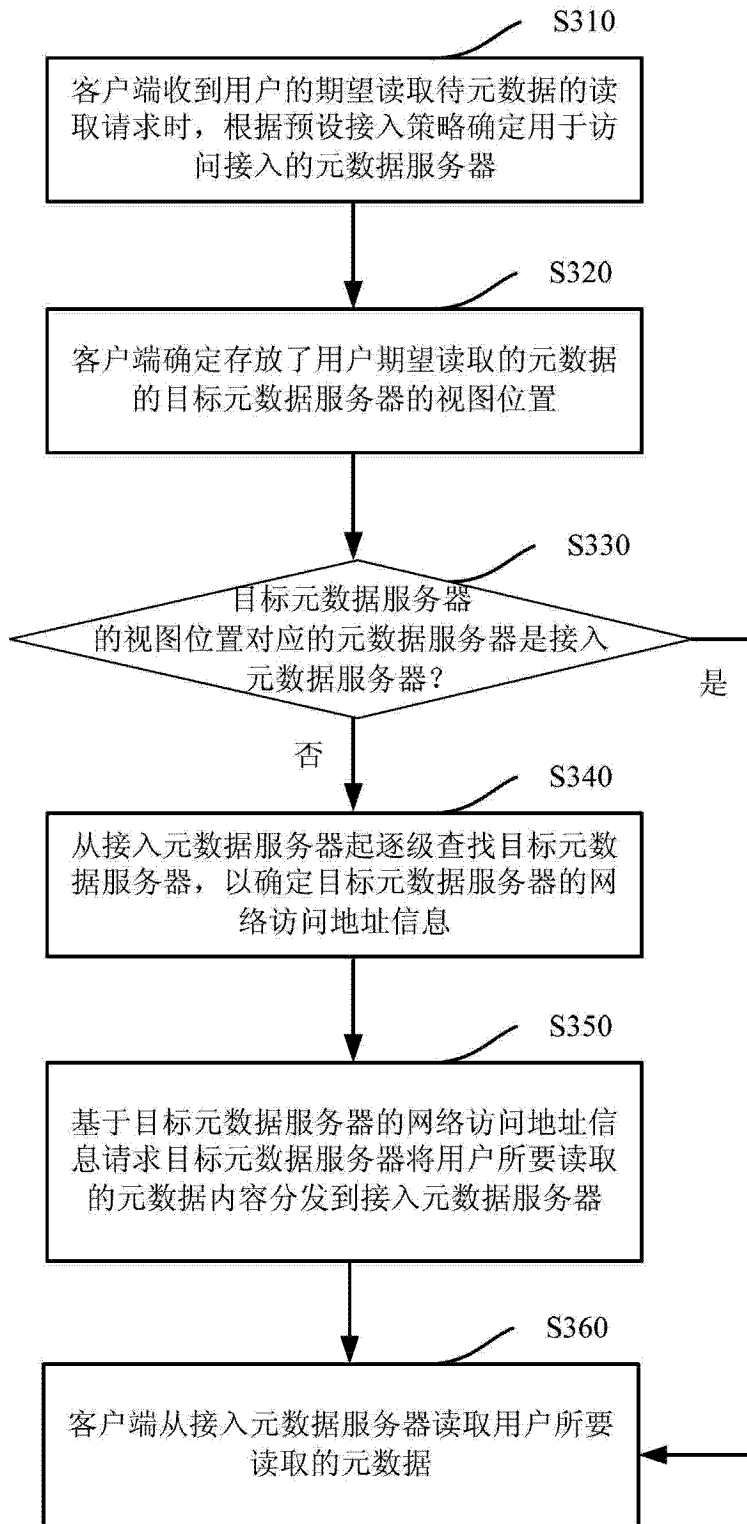 S310
客户端收到用户的期望读取待元数据的读
取请求时，根据预设接入策略确定用于访
问接入的元数据服务器
S320
客户端确定存放了用户期望读取的元数据
的目标元数据服务器的视图位置
S330
目标元数据服务器
的视图位置对应的元数据服务器是接入
元数据服务器？
是
否
S340
从接入元数据服务器起逐级查找目标元数
据服务器，以确定目标元数据服务器的网
络访问地址信息
S350
基于目标元数据服务器的网络访问地址信
息请求目标元数据服务器将用户所要读取
的元数据内容分发到接入元数据服务器
S360
客户端从接入元数据服务器读取用户所要
读取的元数据